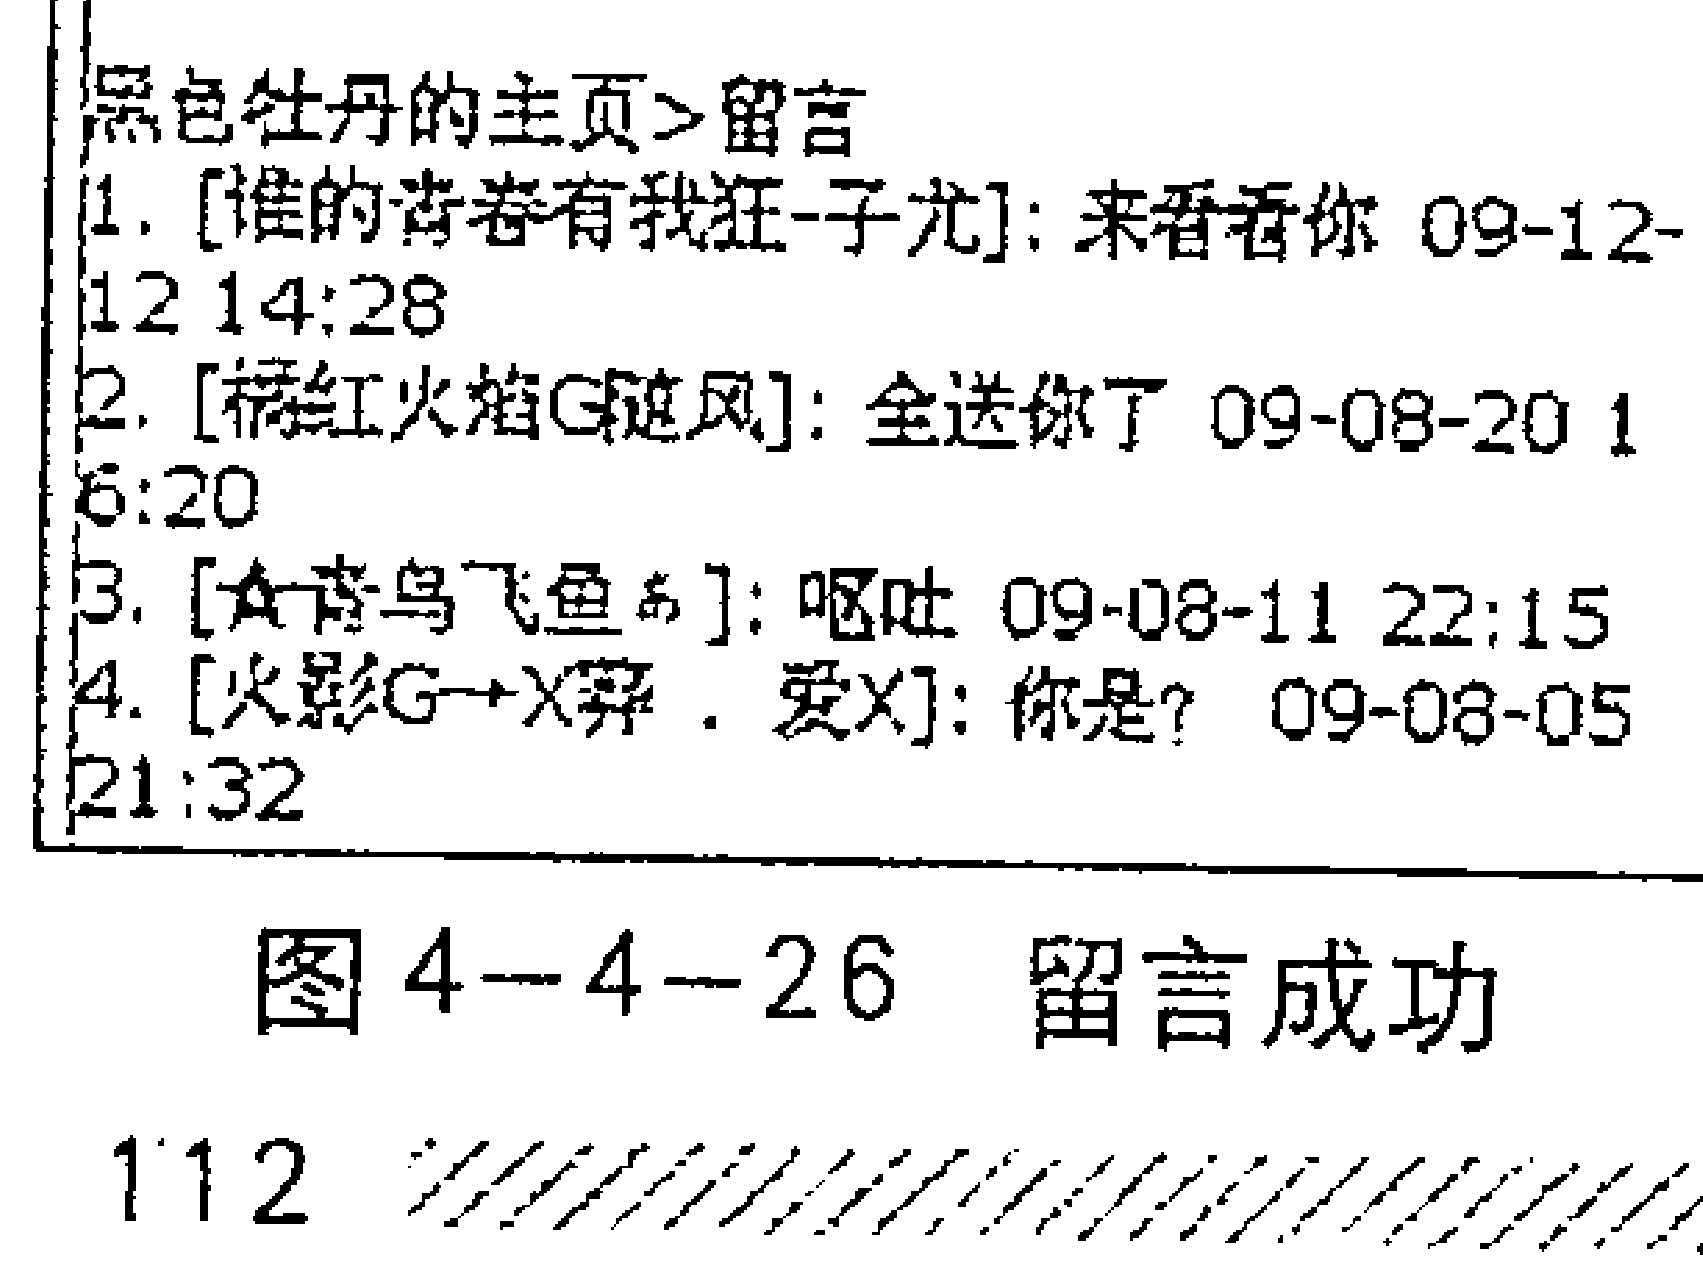 黑色牡丹的主页>留言
1. [谁的青春有我狂-子尤]: 来看看你 09-12-
12 14:28
2. [橘红火焰G随风]: 全送你了 09-08-20 1
6:20
3. [☆青鸟飞鱼ぁ]: 呕吐 09-08-11 22:15
4. [火影G→X羿 . 爱X]: 你是? 09-08-05
21:32
图4-4-26 留言成功
112